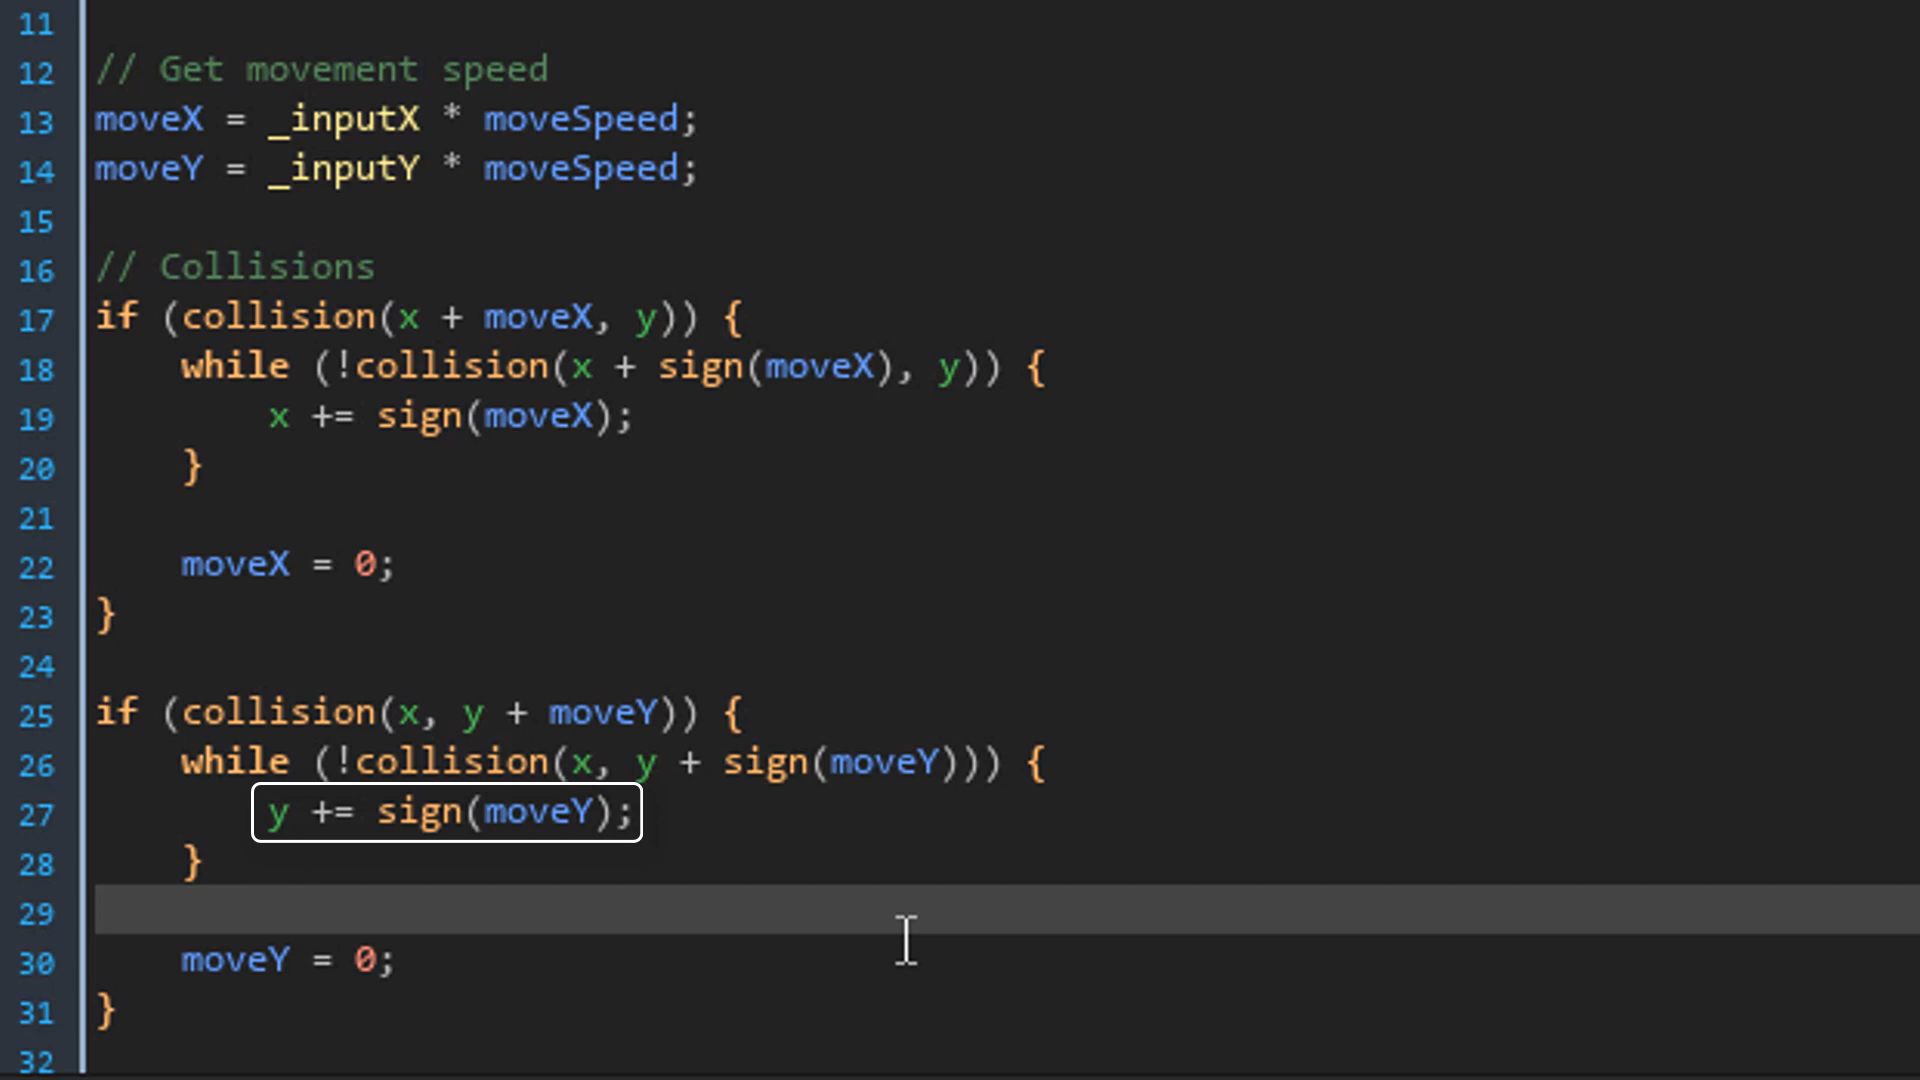 11
12 // Get movement speed
13 moveX = _inputX * moveSpeed;
14 moveY = _inputY * moveSpeed;
15
16 // Collisions
17 if (collision(x + moveX, y)) {
18     while (!collision(x + sign(moveX), y)) {
19         x += sign(moveX);
20     }
21
22     moveX = 0;
23 }
24
25 if (collision(x, y + moveY)) {
26     while (!collision(x, y + sign(moveY))) {
27         y += sign(moveY);
28     }
29
30     moveY = 0;
31 }
32